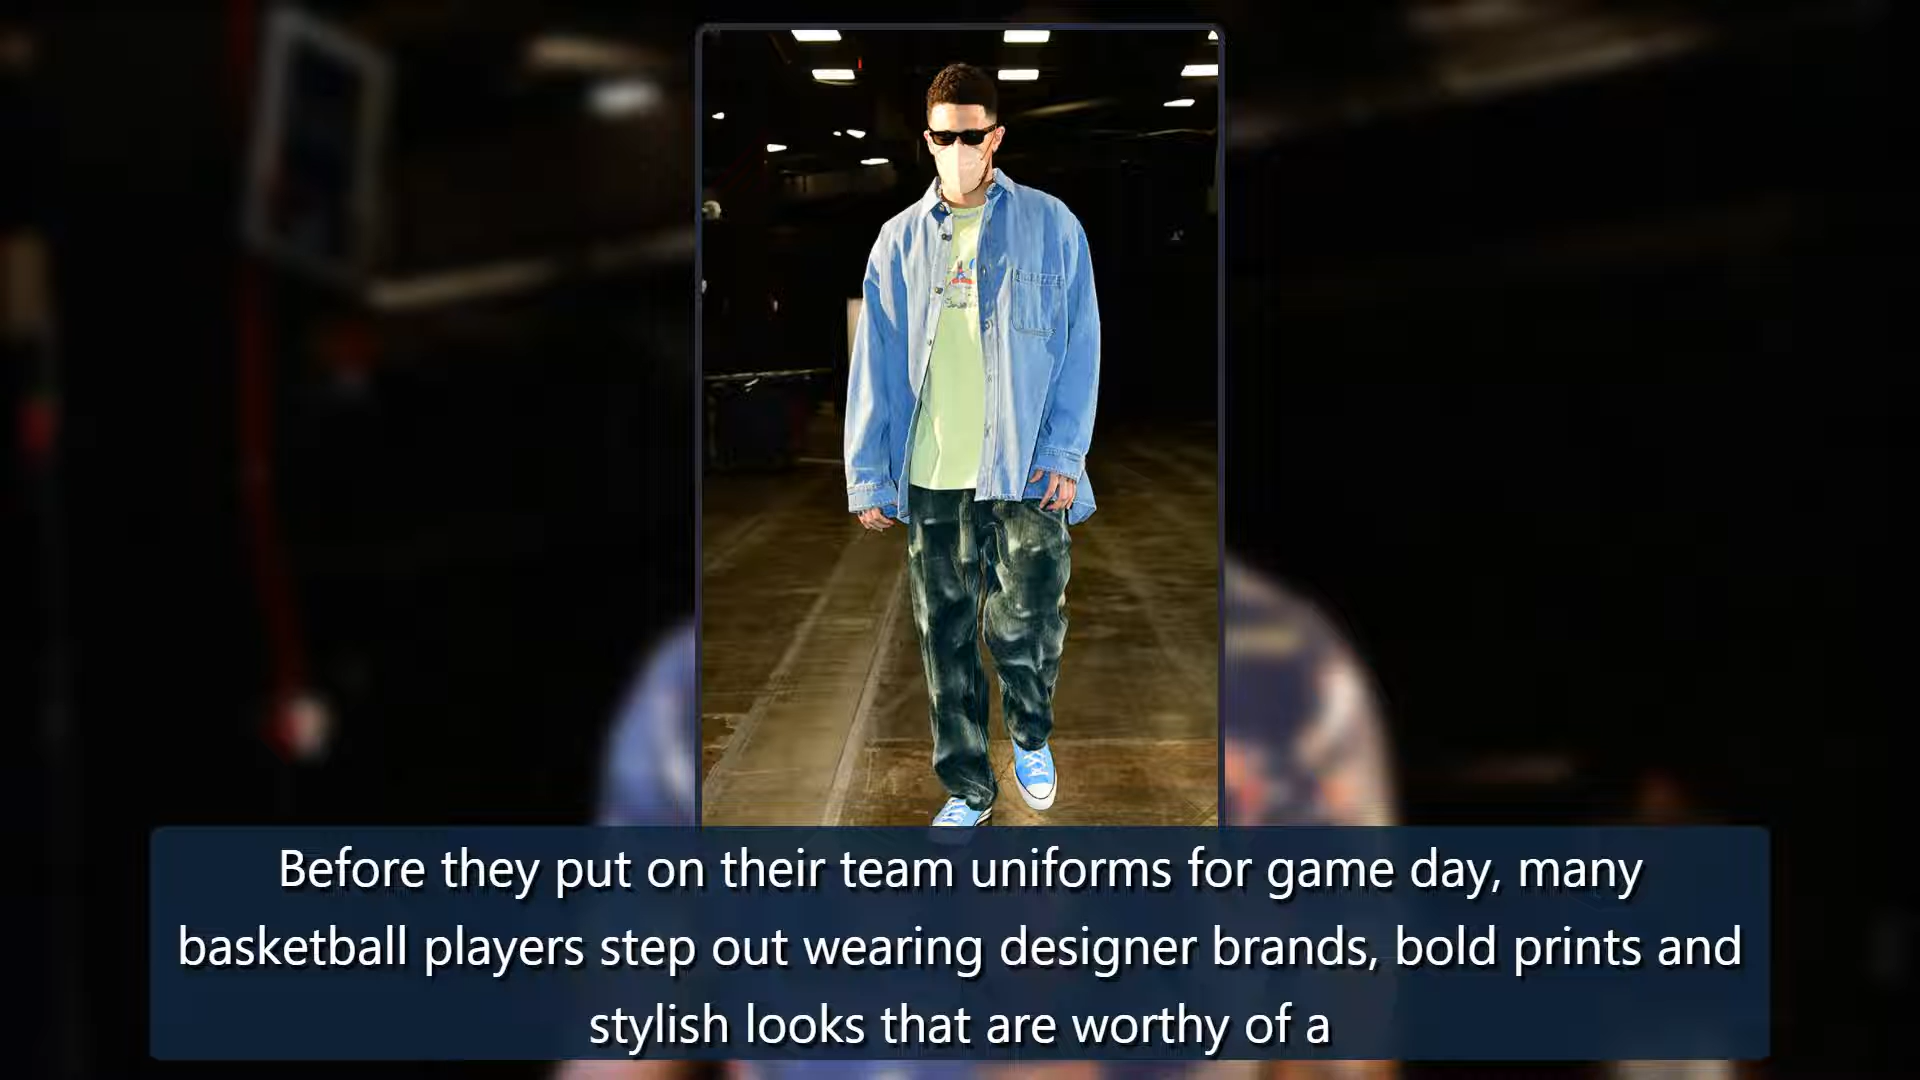 Before they put on their team uniforms for game day, many
basketball players step out wearing designer brands, bold prints and
stylish looks that are worthy of a